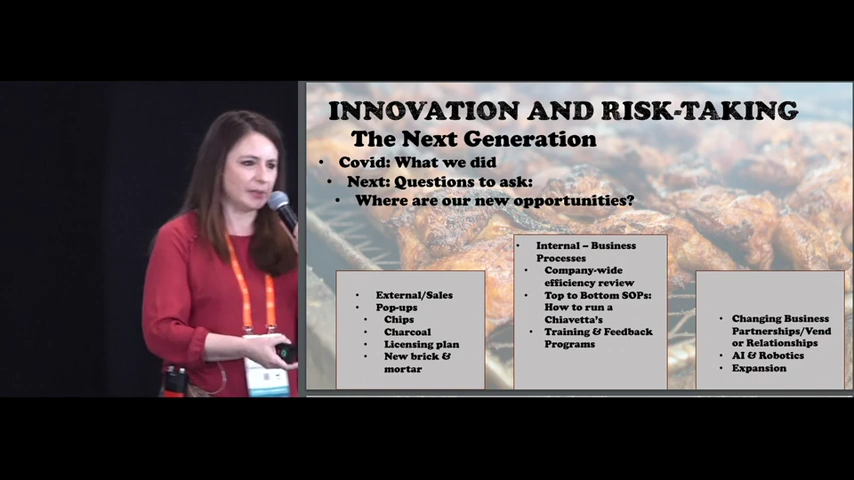 INNOVATION AND RISK-TAKING
The Next Generation
• Covid: What we did
• Next: Questions to ask:
• Where are our new opportunities?
• External/Sales
• Pop-ups
• Chips
• Charcoal
• Licensing plan
• New brick &
mortar
• Internal – Business
Processes
• Company-wide
efficiency review
• Top to Bottom SOPs:
How to run a
Chiavetta's
• Training & Feedback
Programs
• Changing Business
Partnerships/Vend
or Relationships
• AI & Robotics
• Expansion